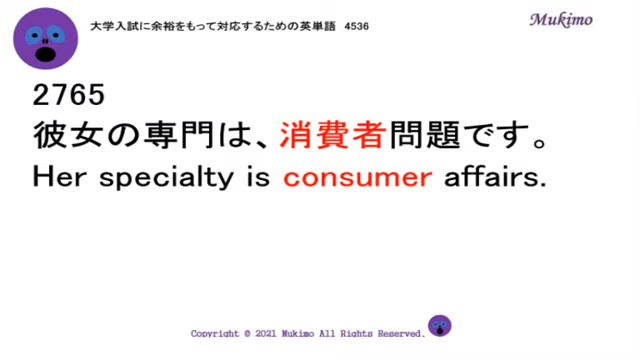 大学入試に余裕をもって対応するための英単語 4536
Mukimo
2765
彼女の専門は、消費者問題です。
Her specialty is consumer affairs.
Copyright © 2021 Mukimo All Rights Reserved.